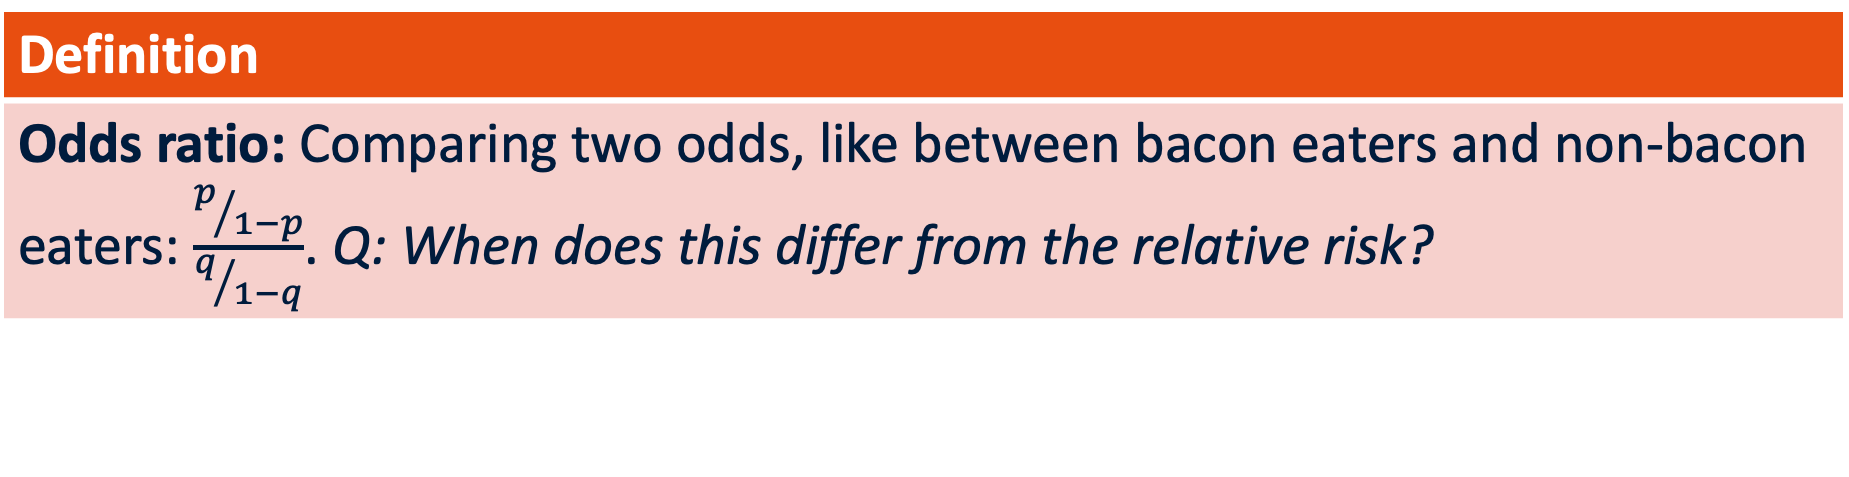 Definition
Odds ratio: Comparing two odds, like between bacon eaters and non-bacon
eaters: \frac{p/1−p}{q/1−q}. Q: When does this differ from the relative risk?